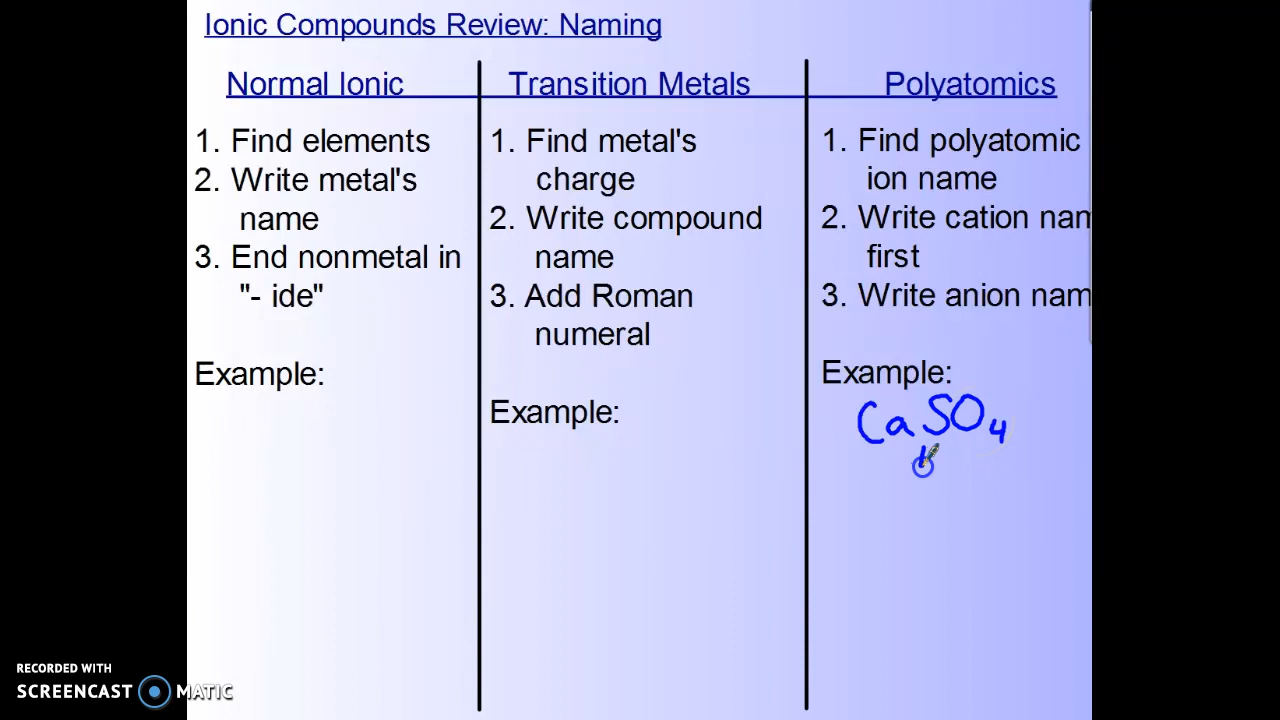 Ionic Compounds Review: Naming
Normal Ionic
1. Find elements
2. Write metal's
name
3. End nonmetal in
"- ide"
Example:
Transition Metals
1. Find metal's
charge
2. Write compound
name
3. Add Roman
numeral
Example:
Polyatomics
1. Find polyatomic
ion name
2. Write cation nam
first
3. Write anion nam
Example:
CaSO4
RECORDED WITH
SCREENCAST MATIC